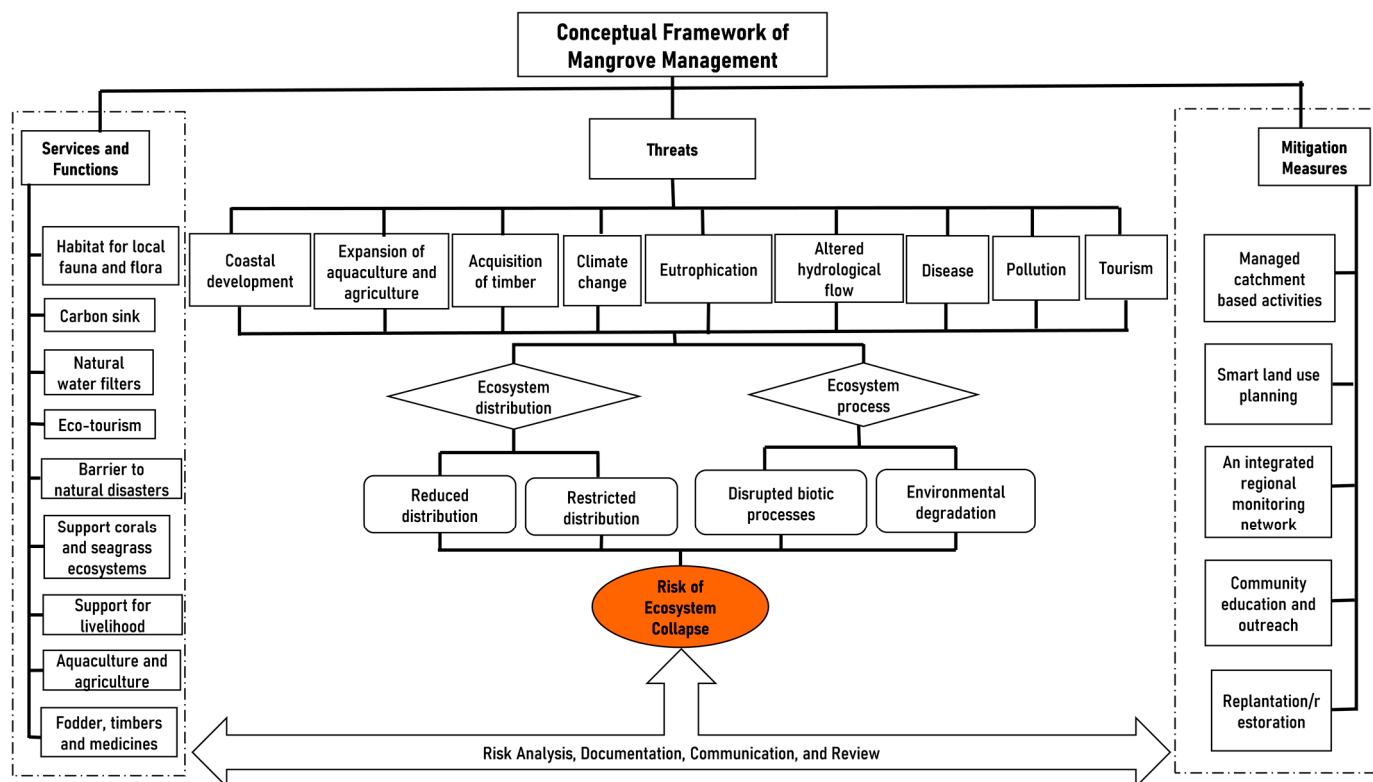 Conceptual Framework of
Mangrove Management
Services and
Functions
Threats
Mitigation
Measures
Habitat for local
fauna and flora
Carbon sink
Natural
water filters
Eco-tourism
Barrier to
natural disasters
Support corals
and seagrass
ecosystems
Support for
livelihood
Aquaculture and
agriculture
Fodder, timbers
and medicines
Coastal
development
Expansion of
aquaculture and
agriculture
Acquisition
of timber
Climate
change
Eutrophication
Altered
hydrological
flow
Disease
Pollution
Tourism
Ecosystem
distribution
Ecosystem
process
Reduced
distribution
Restricted
distribution
Disrupted biotic
processes
Environmental
degradation
Risk of
Ecosystem
Collapse
Risk Analysis, Documentation, Communication, and Review
Managed
catchment
based activities
Smart land use
planning
An integrated
regional
monitoring
network
Community
education and
outreach
Replantation/r
estoration